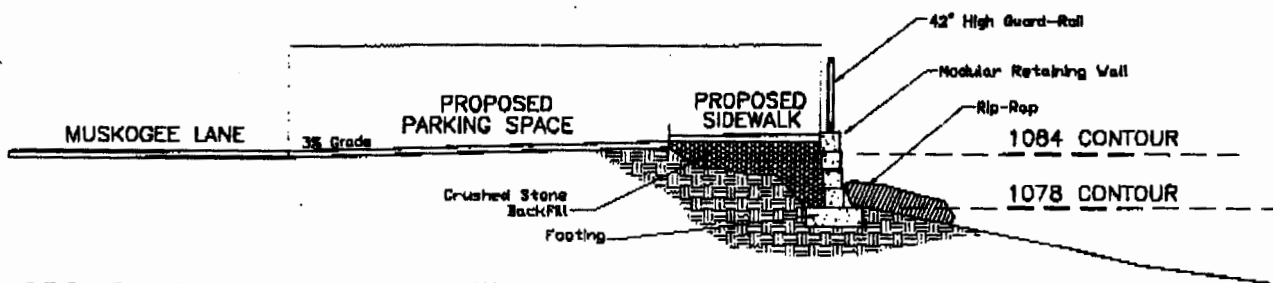 42" High Guard-Rail
Modular Retaining Wall
Rip-Rap
PROPOSED
PARKING SPACE
PROPOSED
SIDEWALK
MUSKOGEE LANE
3% Grade
1084 CONTOUR
Crushed Stone
Backfill
1078 CONTOUR
Footing